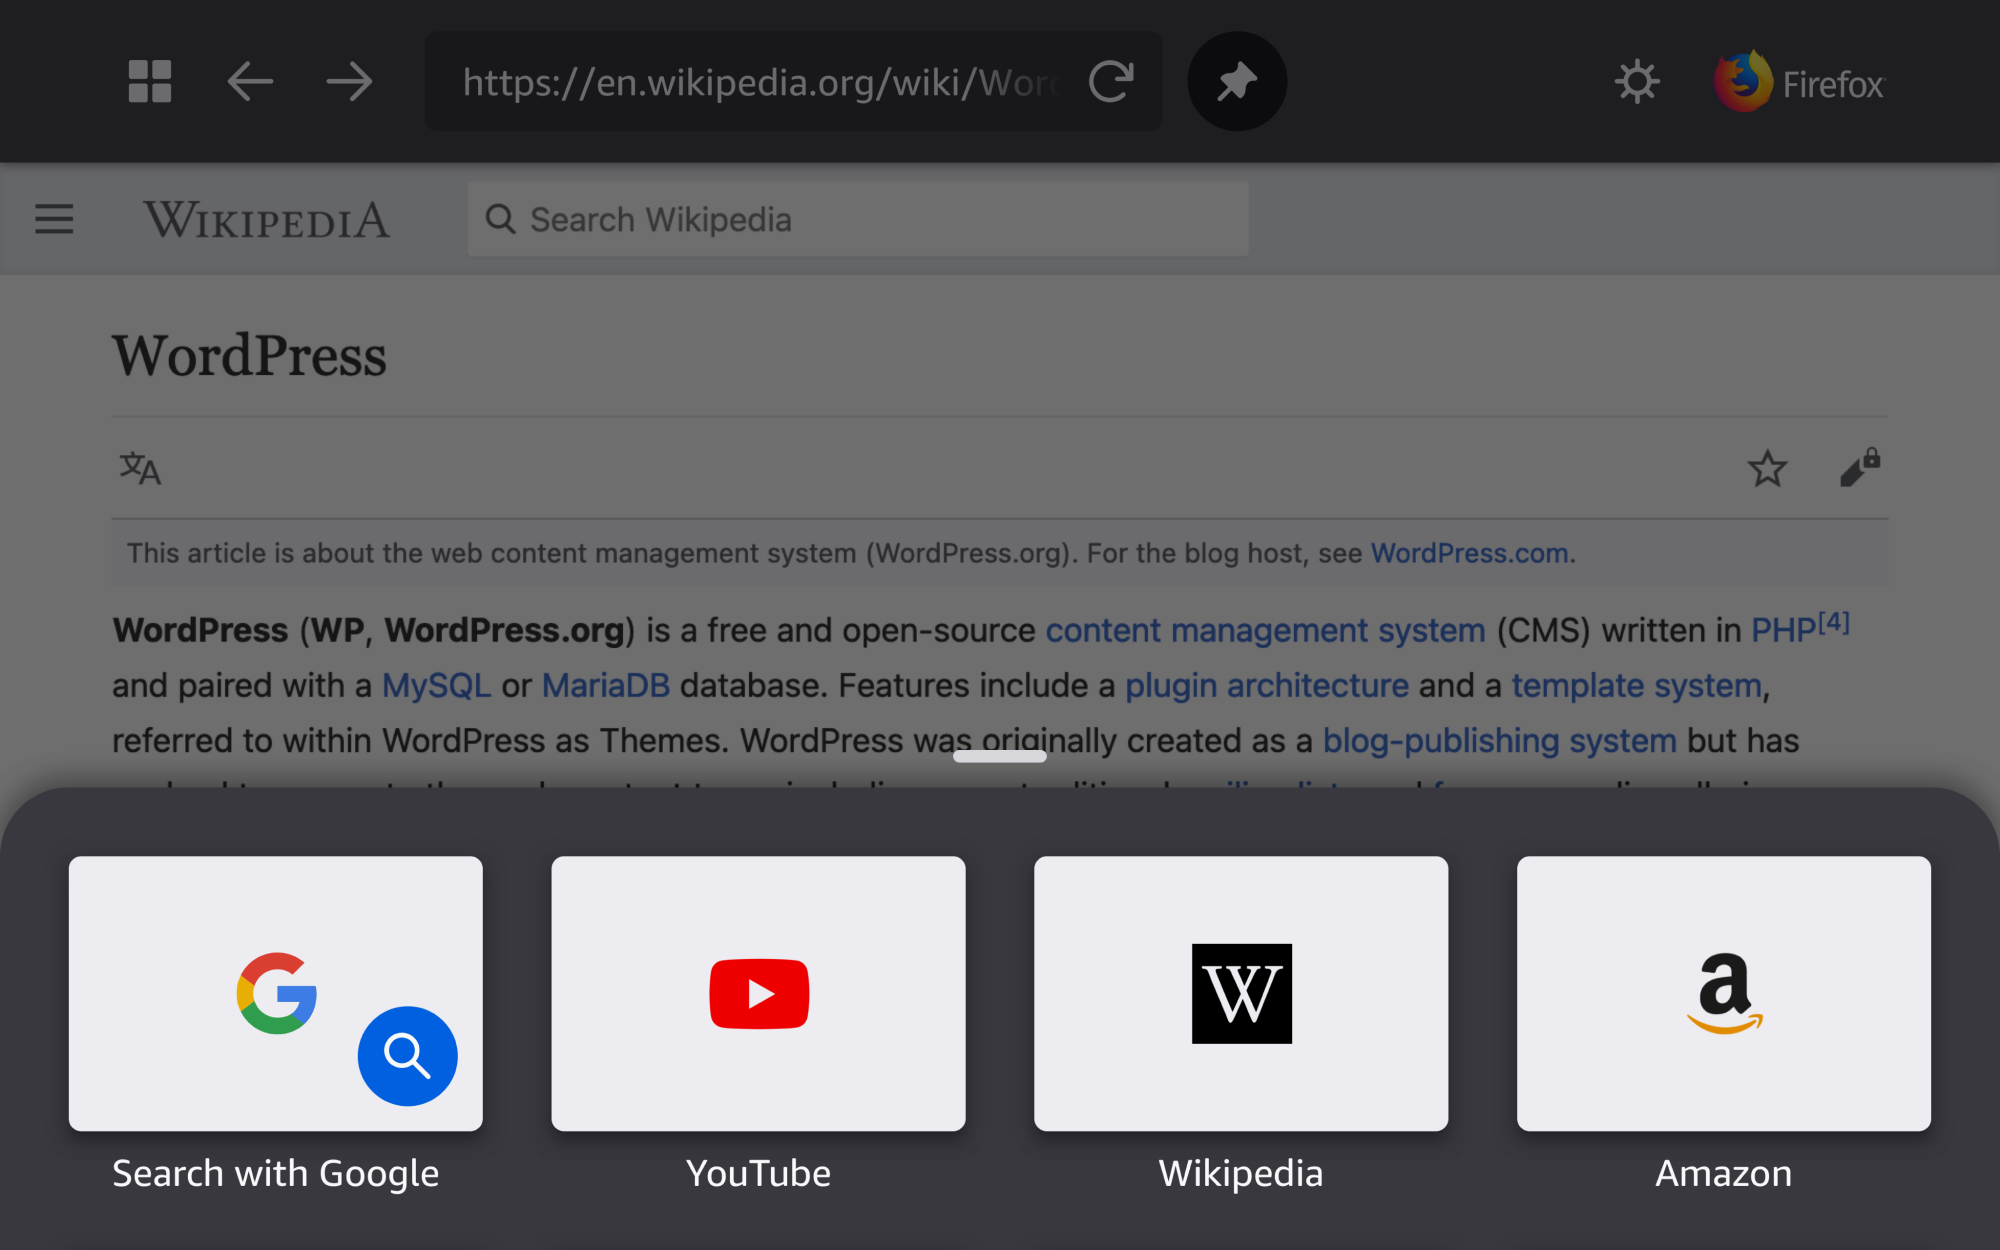 https://en.wikipedia.org/wiki/Word
Firefox
WIKIPEDIA
Search Wikipedia
WordPress
文A
This article is about the web content management system (WordPress.org). For the blog host, see WordPress.com.
WordPress (WP, WordPress.org) is a free and open-source content management system (CMS) written in PHP[4]
and paired with a MySQL or MariaDB database. Features include a plugin architecture and a template system,
referred to within WordPress as Themes. WordPress was originally created as a blog-publishing system but has
G
W
a
Search with Google
YouTube
Wikipedia
Amazon